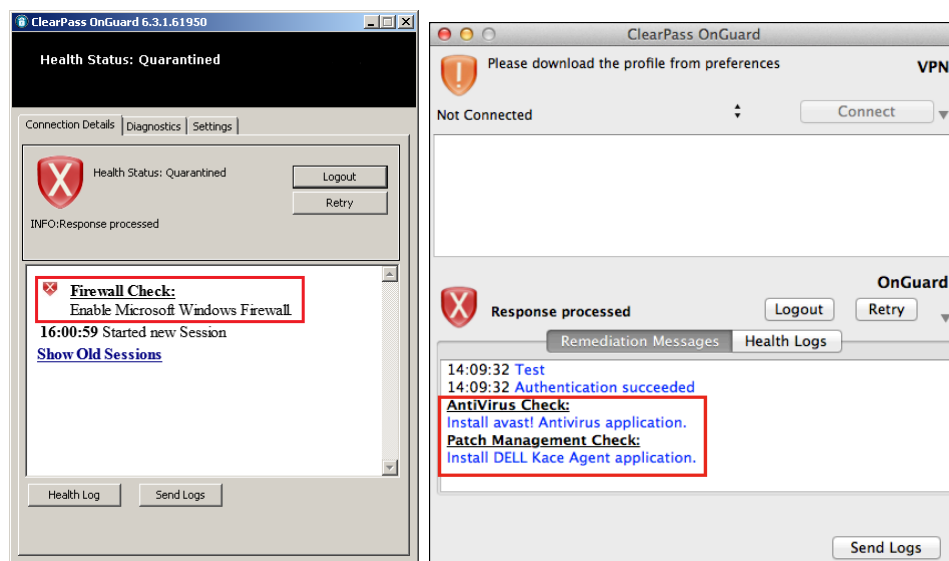 ClearPass OnGuard 6.3.1.61950
Health Status: Quarantined
Connection Details
Diagnostics
Settings
Health Status: Quarantined
Logout
Retry
INFO:Response processed
Firewall Check:
Enable Microsoft Windows Firewall.
16:00:59 Started new Session
Show Old Sessions
Health Log
Send Logs
ClearPass OnGuard
Please download the profile from preferences
VPN
Not Connected
Connect
OnGuard
Response processed
Logout
Retry
Remediation Messages
Health Logs
14:09:32 Test
14:09:32 Authentication succeeded
AntiVirus Check:
Install avast! Antivirus application.
Patch Management Check:
Install DELL Kace Agent application.
Send Logs